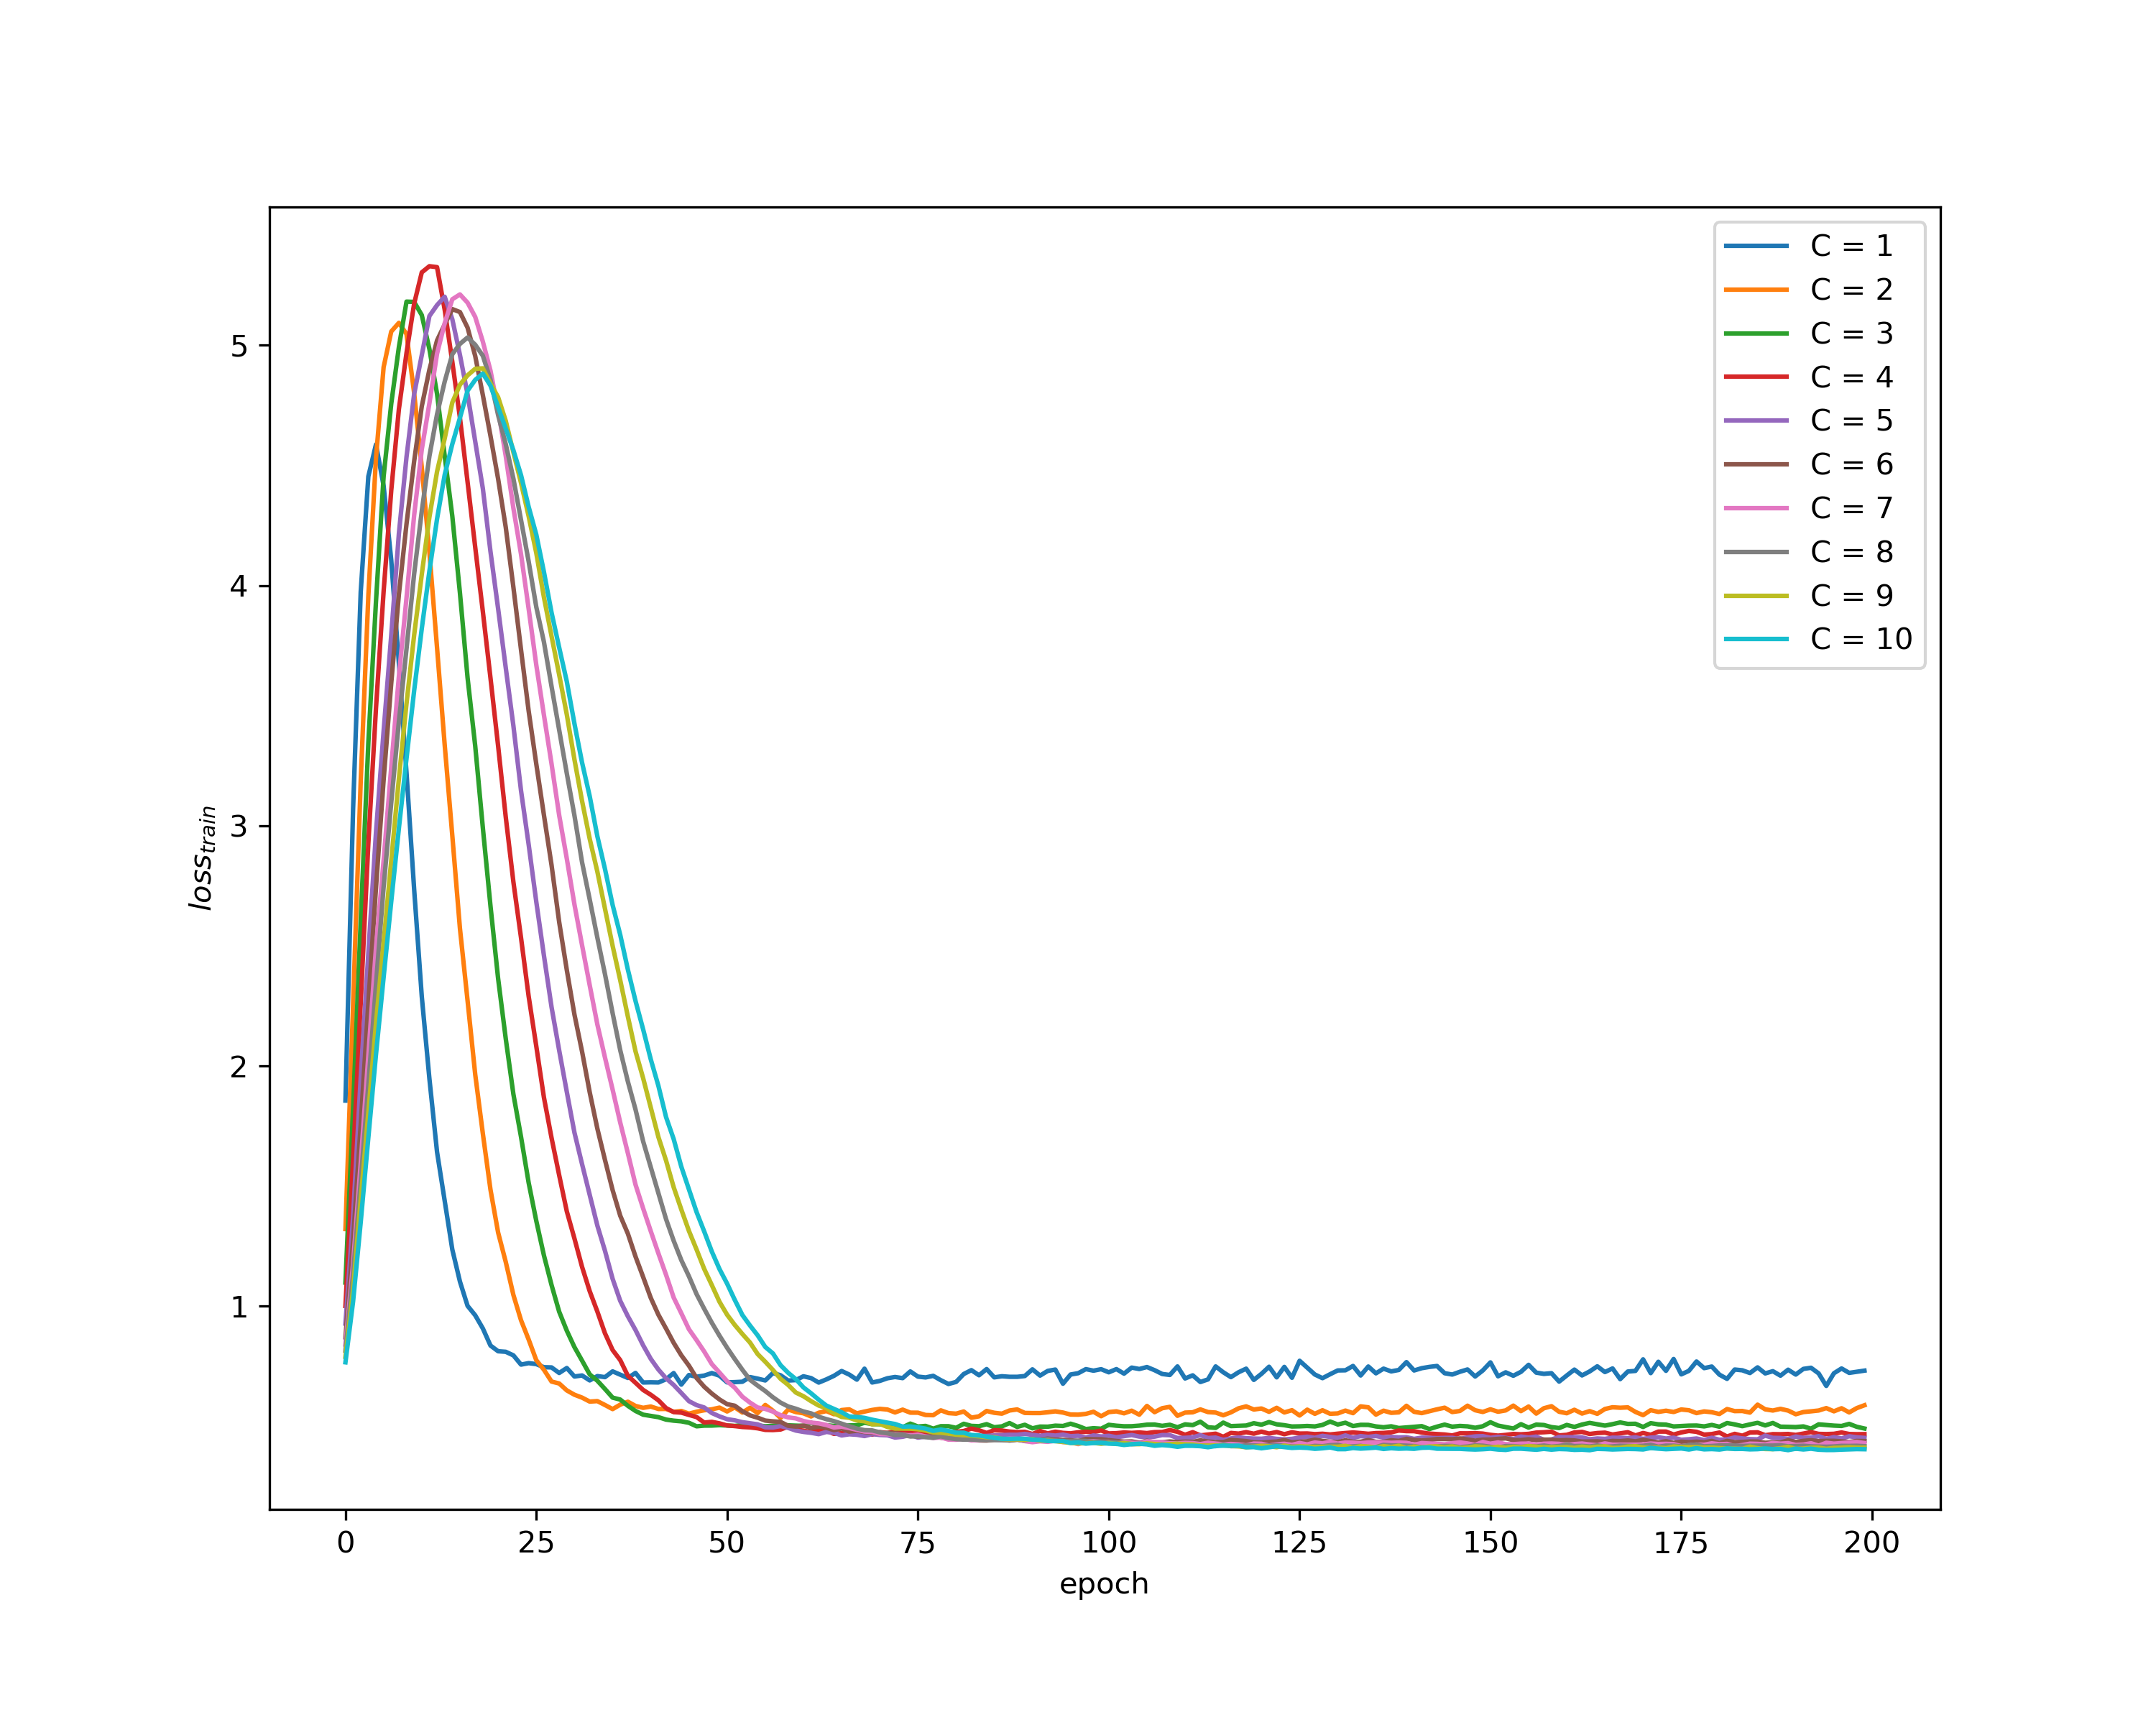 C = 1
C = 2
C = 3
C = 4
C = 5
C = 6
C = 7
C = 8
C = 9
C = 10
5
4
3
2
1
loss_train
0 25 50 75 100 125 150 175 200
epoch